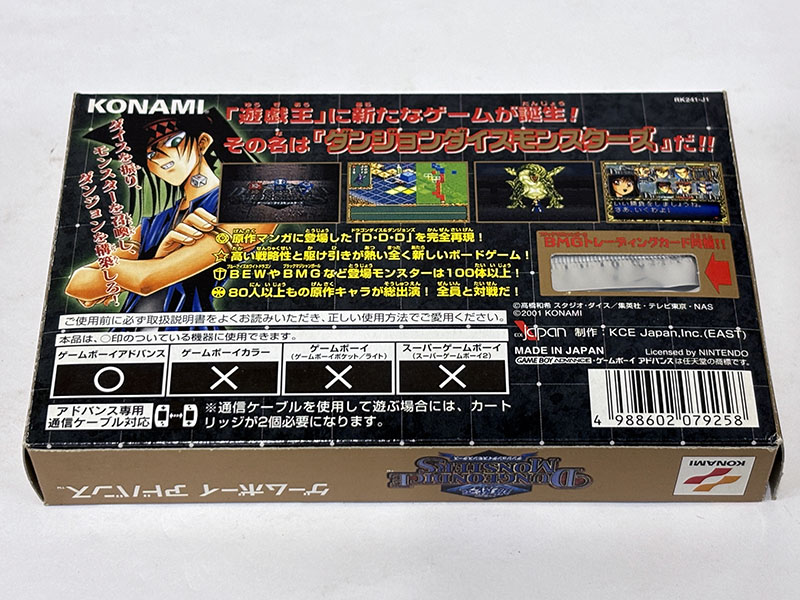 KONAMI
RK241-J1
「遊戯王」に新たなゲームが誕生!
その名は『ダンジョンダイスモンスターズ』だ!!
ダイスを振り、
モンスターを召喚し、
ダンジョンを構築しろ!
原作マンガに登場した「D・D・D」を完全再現!
高い戦略性と駆け引きが熱い全く新しいボードゲーム!
BEWやBMGなど登場モンスターは100体以上!
80人以上もの原作キャラが総出演! 全員と対戦だ!
BMGトレーディングカード同梱!!
ご使用前に必ず取扱説明書をよくお読みいただき、正しい使用方法でご愛用ください。
本品は、○印のついている機器に使用できます。
ゲームボーイアドバンス
ゲームボーイカラー
ゲームボーイ
(ゲームボーイポケット/ライト)
スーパーゲームボーイ
(スーパーゲームボーイ2)
○
×
×
×
アドバンス専用
通信ケーブル対応
※通信ケーブルを使用して遊ぶ場合には、カート
リッジが2個必要になります。
©高橋和希 スタジオ・ダイス/集英社・テレビ東京・NAS
©2001 KONAMI
制作: KCE Japan,Inc.(EAST)
MADE IN JAPAN
Licensed by NINTENDO
GAME BOY ADVANCE・ゲームボーイ アドバンスは任天堂の商標です。
4 988602 079258
ゲームボーイ アドバンス™
DUNGEONDICE
MONSTERS
KONAMI